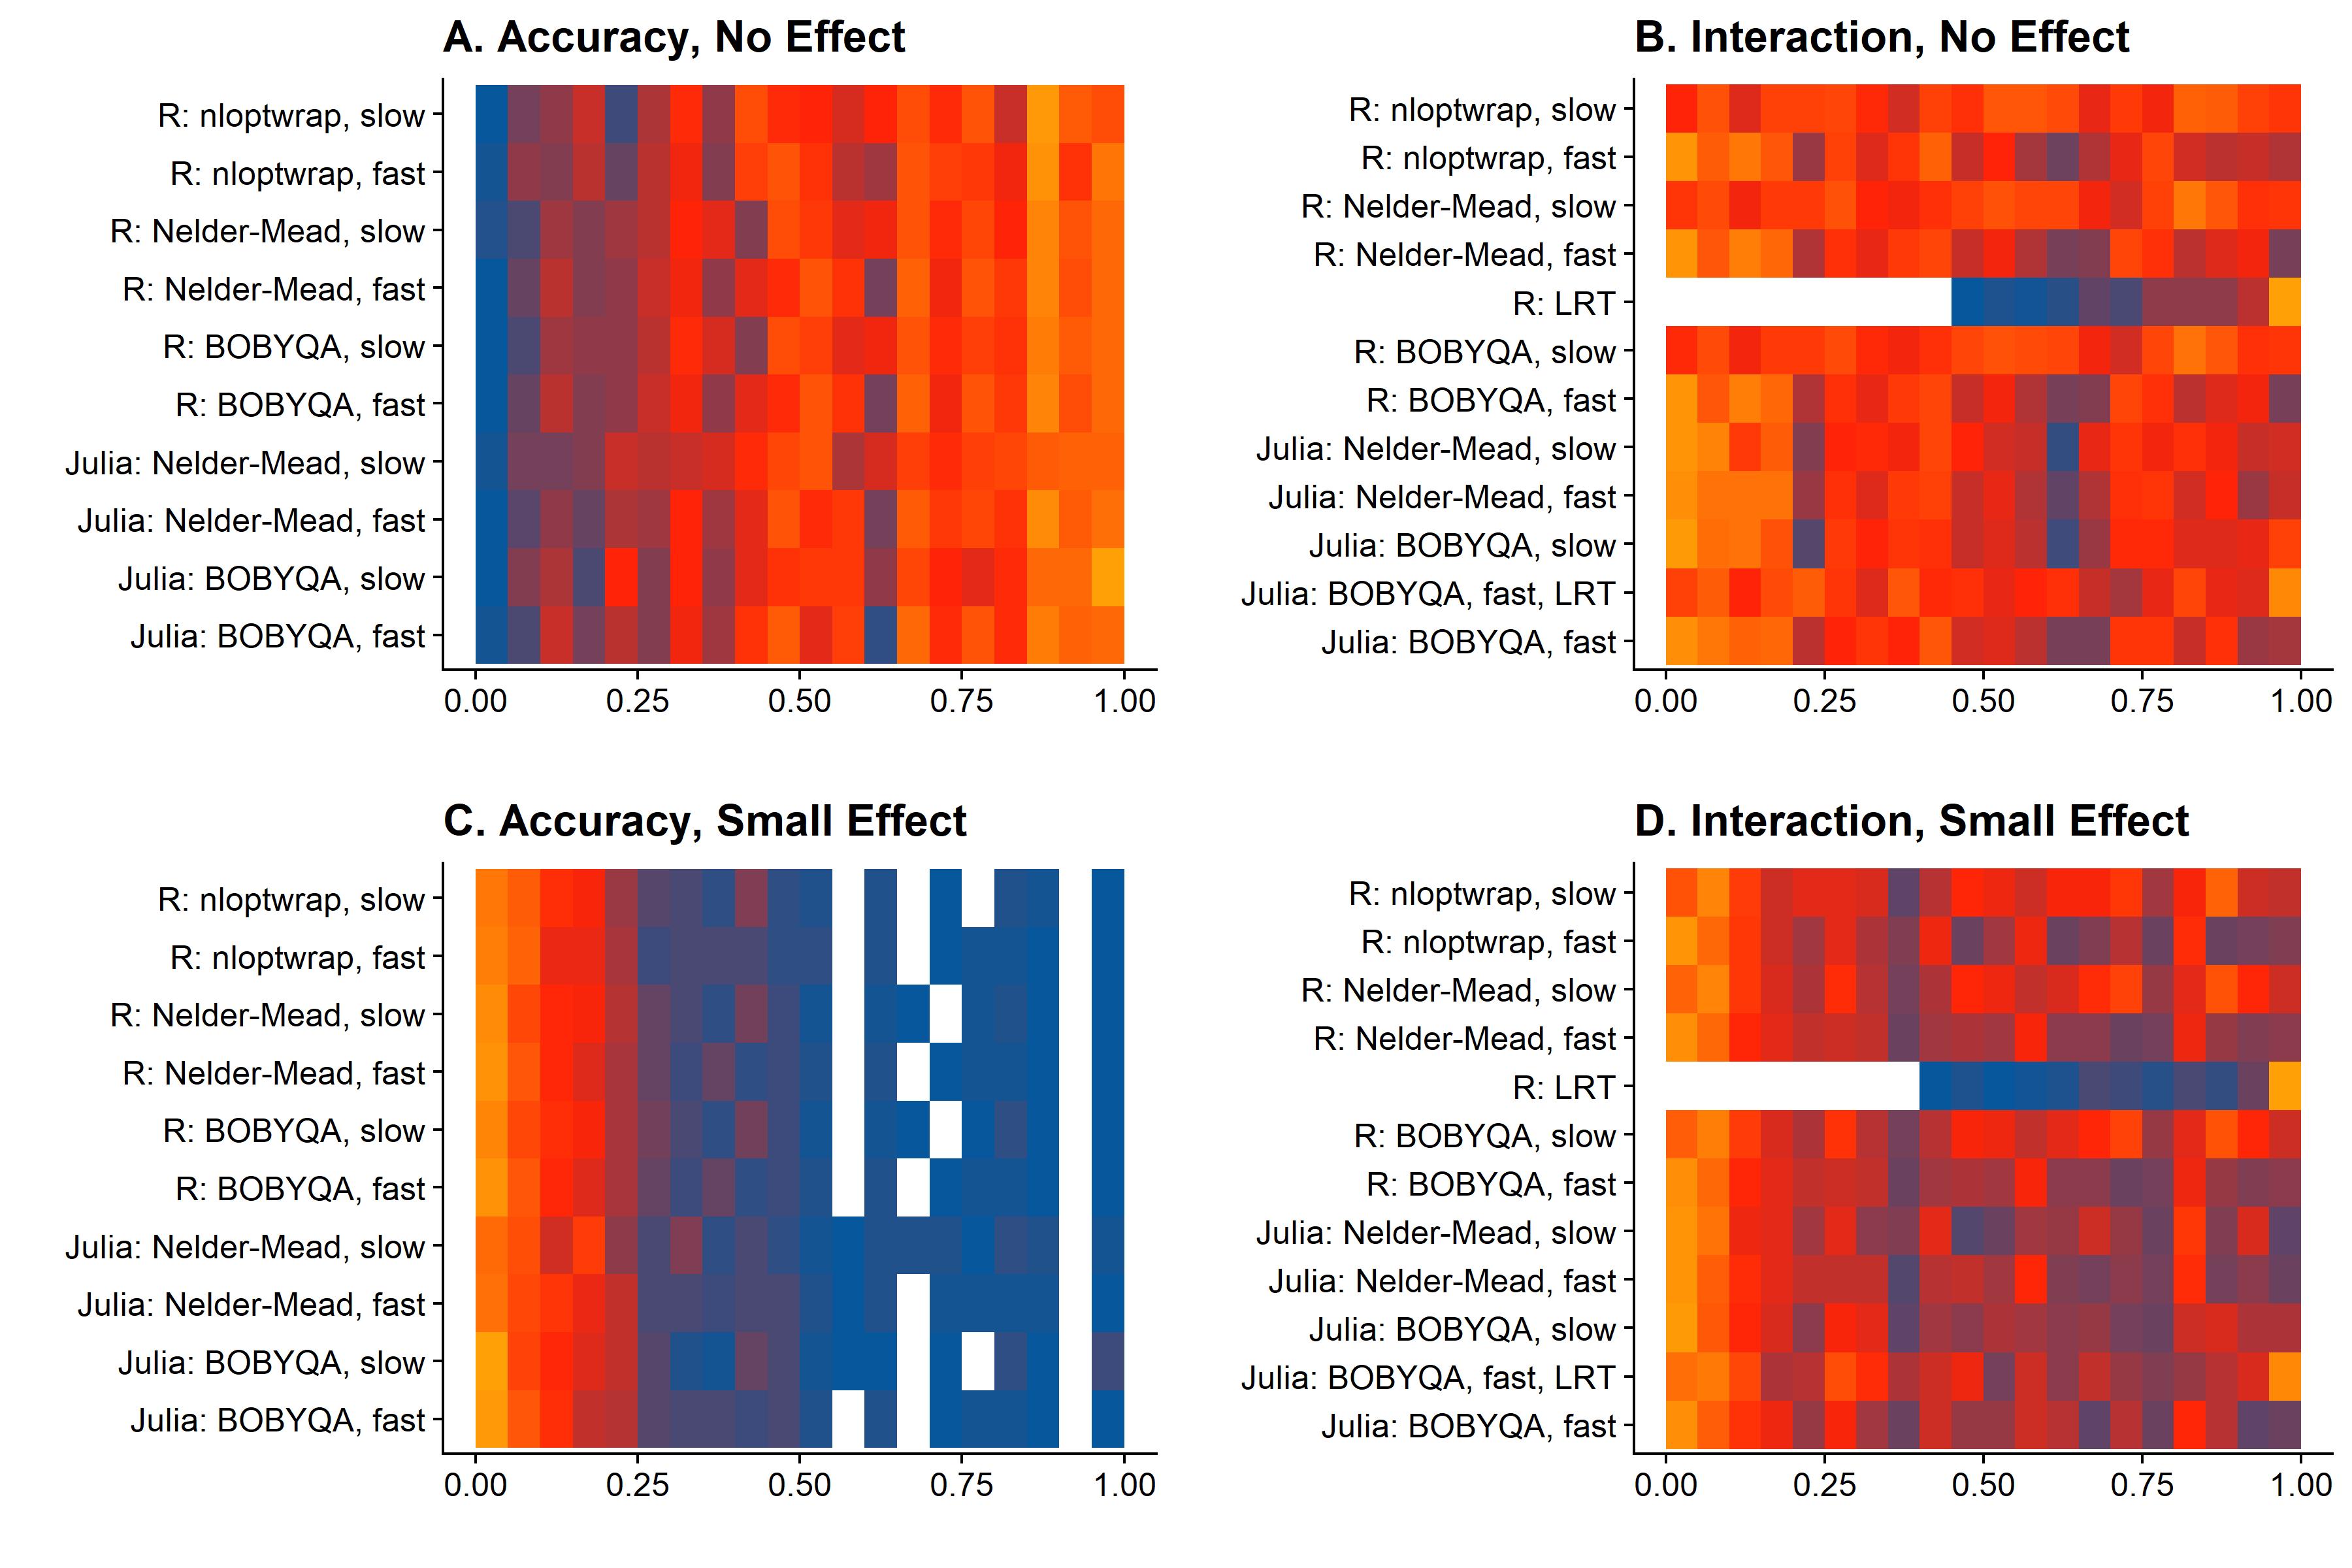 A. Accuracy, No Effect
R: nloptwrap, slow
R: nloptwrap, fast
R: Nelder-Mead, slow
R: Nelder-Mead, fast
R: BOBYQA, slow
R: BOBYQA, fast
Julia: Nelder-Mead, slow
Julia: Nelder-Mead, fast
Julia: BOBYQA, slow
Julia: BOBYQA, fast
0.00 0.25 0.50 0.75 1.00
B. Interaction, No Effect
R: nloptwrap, slow
R: nloptwrap, fast
R: Nelder-Mead, slow
R: Nelder-Mead, fast
R: LRT
R: BOBYQA, slow
R: BOBYQA, fast
Julia: Nelder-Mead, slow
Julia: Nelder-Mead, fast
Julia: BOBYQA, slow
Julia: BOBYQA, fast, LRT
Julia: BOBYQA, fast
0.00 0.25 0.50 0.75 1.00
C. Accuracy, Small Effect
R: nloptwrap, slow
R: nloptwrap, fast
R: Nelder-Mead, slow
R: Nelder-Mead, fast
R: BOBYQA, slow
R: BOBYQA, fast
Julia: Nelder-Mead, slow
Julia: Nelder-Mead, fast
Julia: BOBYQA, slow
Julia: BOBYQA, fast
0.00 0.25 0.50 0.75 1.00
D. Interaction, Small Effect
R: nloptwrap, slow
R: nloptwrap, fast
R: Nelder-Mead, slow
R: Nelder-Mead, fast
R: LRT
R: BOBYQA, slow
R: BOBYQA, fast
Julia: Nelder-Mead, slow
Julia: Nelder-Mead, fast
Julia: BOBYQA, slow
Julia: BOBYQA, fast, LRT
Julia: BOBYQA, fast
0.00 0.25 0.50 0.75 1.00